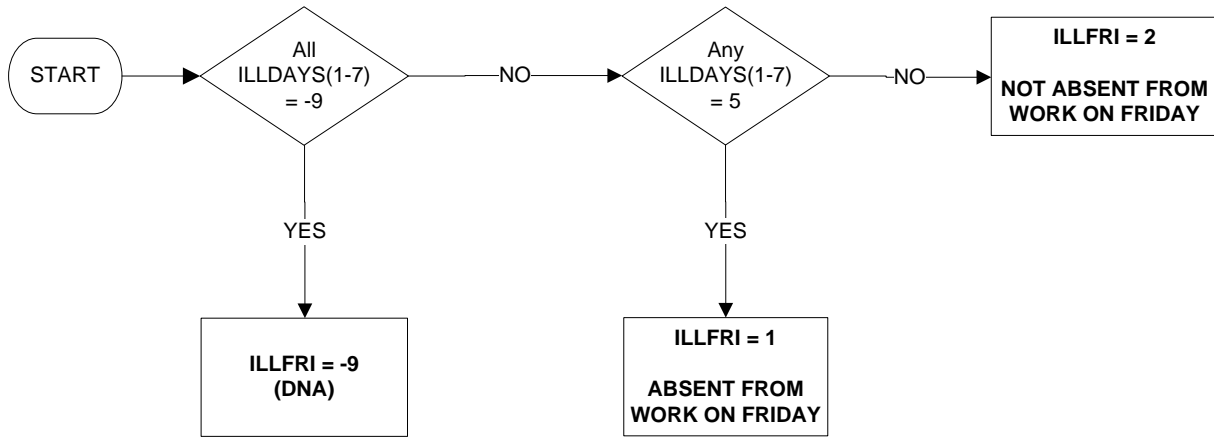 START
All
ILLDAYS(1-7)
= -9
NO
Any
ILLDAYS(1-7)
= 5
NO
ILLFRI = 2
NOT ABSENT FROM
WORK ON FRIDAY
YES
YES
ILLFRI = -9
(DNA)
ILLFRI = 1
ABSENT FROM
WORK ON FRIDAY